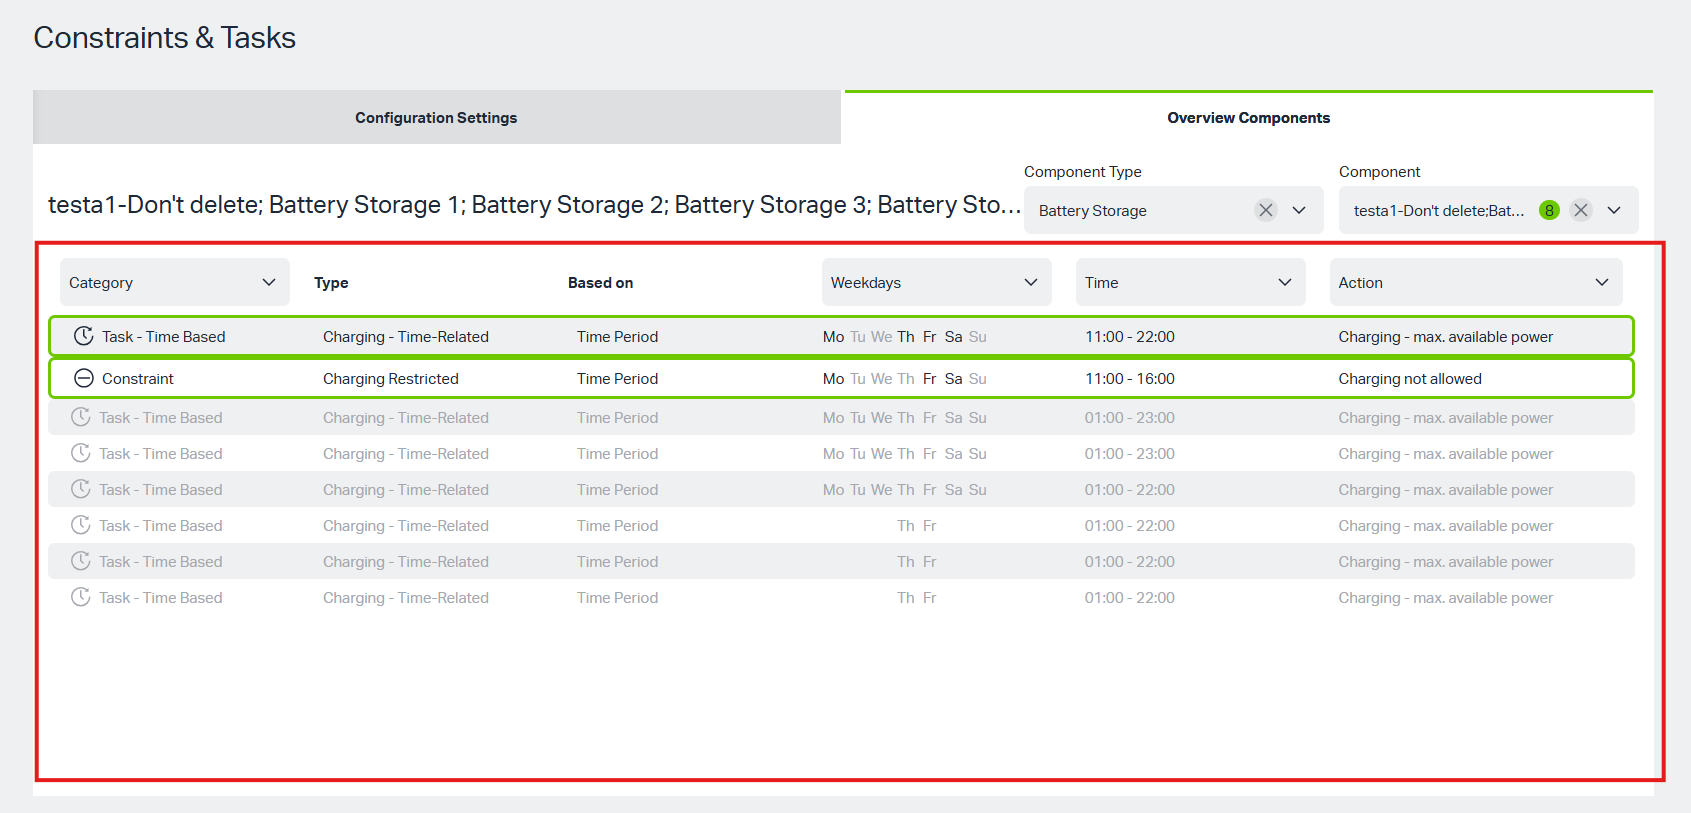 Constraints & Tasks
Configuration Settings Overview Components
Component Type Component
testa1-Don't delete; Battery Storage 1; Battery Storage 2; Battery Storage 3; Battery Sto... Battery Storage testa1-Don't delete;Bat... 8
Category Type Based on Weekdays Time Action
Task - Time Based Charging - Time-Related Time Period Mo Tu We Th Fr Sa Su 11:00 - 22:00 Charging - max. available power
Constraint Charging Restricted Time Period Mo Tu We Th Fr Sa Su 11:00 - 16:00 Charging not allowed
Task - Time Based Charging - Time-Related Time Period Mo Tu We Th Fr Sa Su 01:00 - 23:00 Charging - max. available power
Task - Time Based Charging - Time-Related Time Period Mo Tu We Th Fr Sa Su 01:00 - 23:00 Charging - max. available power
Task - Time Based Charging - Time-Related Time Period Mo Tu We Th Fr Sa Su 01:00 - 22:00 Charging - max. available power
Task - Time Based Charging - Time-Related Time Period Th Fr 01:00 - 22:00 Charging - max. available power
Task - Time Based Charging - Time-Related Time Period Th Fr 01:00 - 22:00 Charging - max. available power
Task - Time Based Charging - Time-Related Time Period Th Fr 01:00 - 22:00 Charging - max. available power